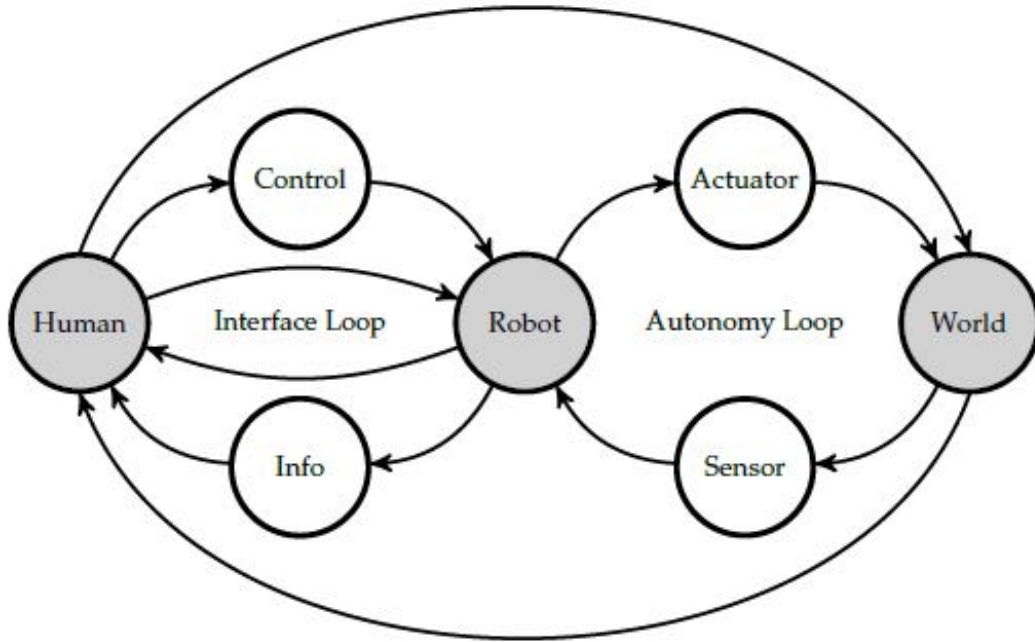 Control
Actuator
Human
Interface Loop
Robot
Autonomy Loop
World
Info
Sensor